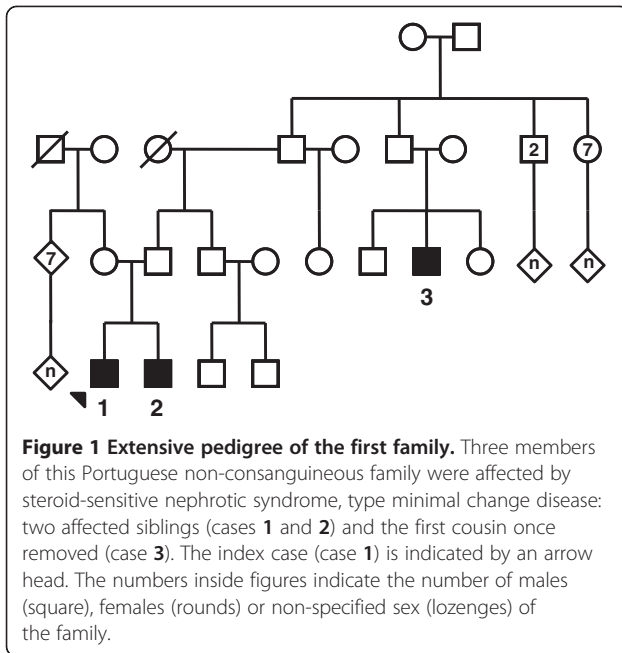 2
7
7
n
n
3
n
1
2
Figure 1 Extensive pedigree of the first family. Three members
of this Portuguese non-consanguineous family were affected by
steroid-sensitive nephrotic syndrome, type minimal change disease:
two affected siblings (cases 1 and 2) and the first cousin once
removed (case 3). The index case (case 1) is indicated by an arrow
head. The numbers inside figures indicate the number of males
(square), females (rounds) or non-specified sex (lozenges) of
the family.